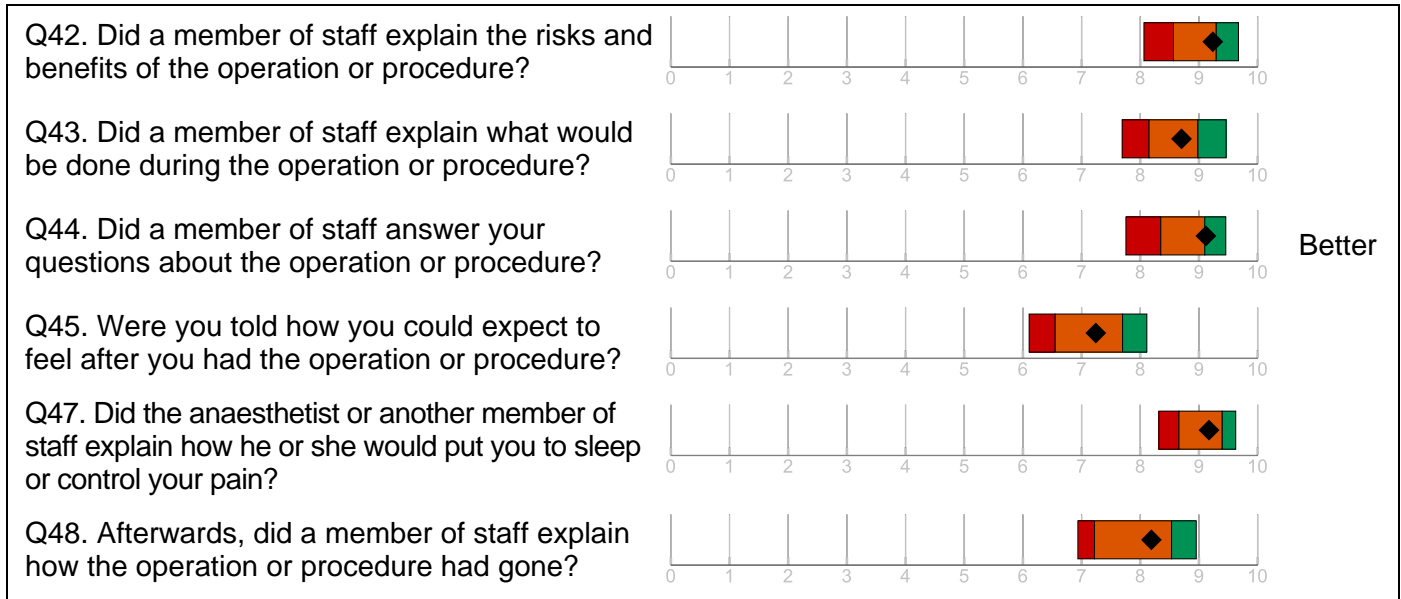 Q42. Did a member of staff explain the risks and
benefits of the operation or procedure?
0 1 2 3 4 5 6 7 8 9 10
Q43. Did a member of staff explain what would
be done during the operation or procedure?
0 1 2 3 4 5 6 7 8 9 10
Q44. Did a member of staff answer your
questions about the operation or procedure?
Better
0 1 2 3 4 5 6 7 8 9 10
Q45. Were you told how you could expect to
feel after you had the operation or procedure?
0 1 2 3 4 5 6 7 8 9 10
Q47. Did the anaesthetist or another member of
staff explain how he or she would put you to sleep
or control your pain?
0 1 2 3 4 5 6 7 8 9 10
Q48. Afterwards, did a member of staff explain
how the operation or procedure had gone?
0 1 2 3 4 5 6 7 8 9 10